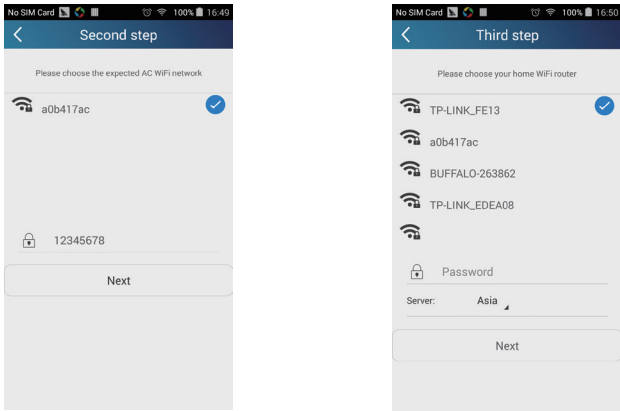 No SIM Card 100% 16:49
Second step
Please choose the expected AC WiFi network
a0b417ac
12345678
Next
No SIM Card 100% 16:50
Third step
Please choose your home WiFi router
TP-LINK_FE13
a0b417ac
BUFFALO-263862
TP-LINK_EDEA08
Password
Server: Asia
Next